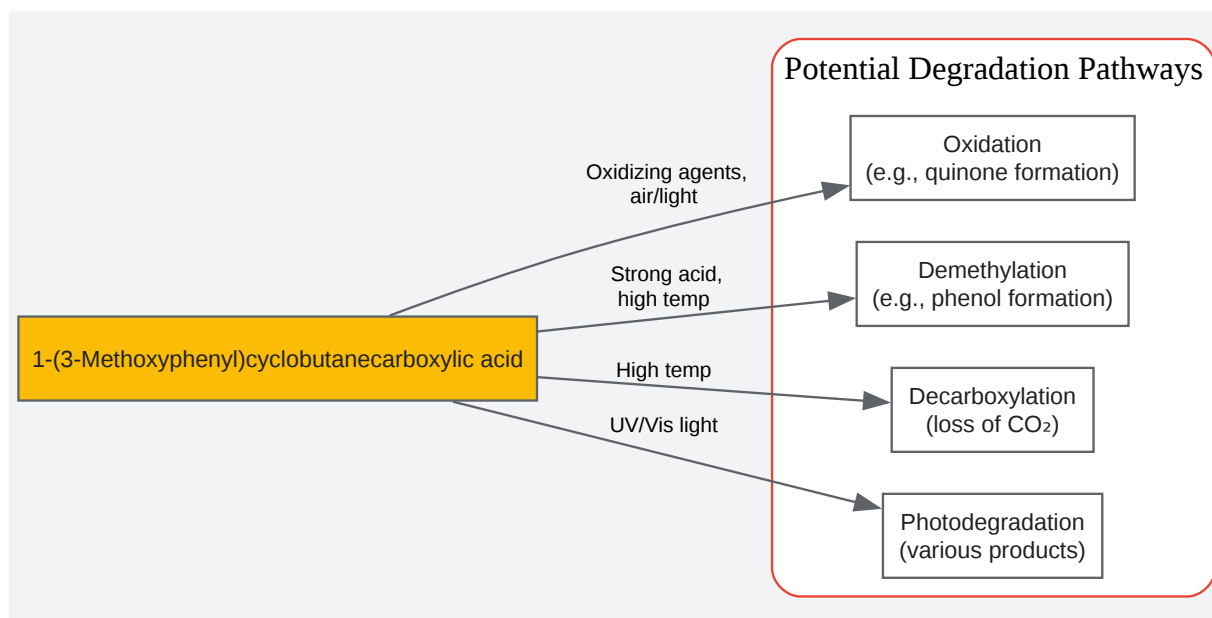 Potential Degradation Pathways
Oxidizing agents,
air/light
Oxidation
(e.g., quinone formation)
Strong acid,
high temp
Demethylation
(e.g., phenol formation)
1-(3-Methoxyphenyl)cyclobutanecarboxylic acid
High temp
Decarboxylation
(loss of CO₂)
UV/Vis light
Photodegradation
(various products)